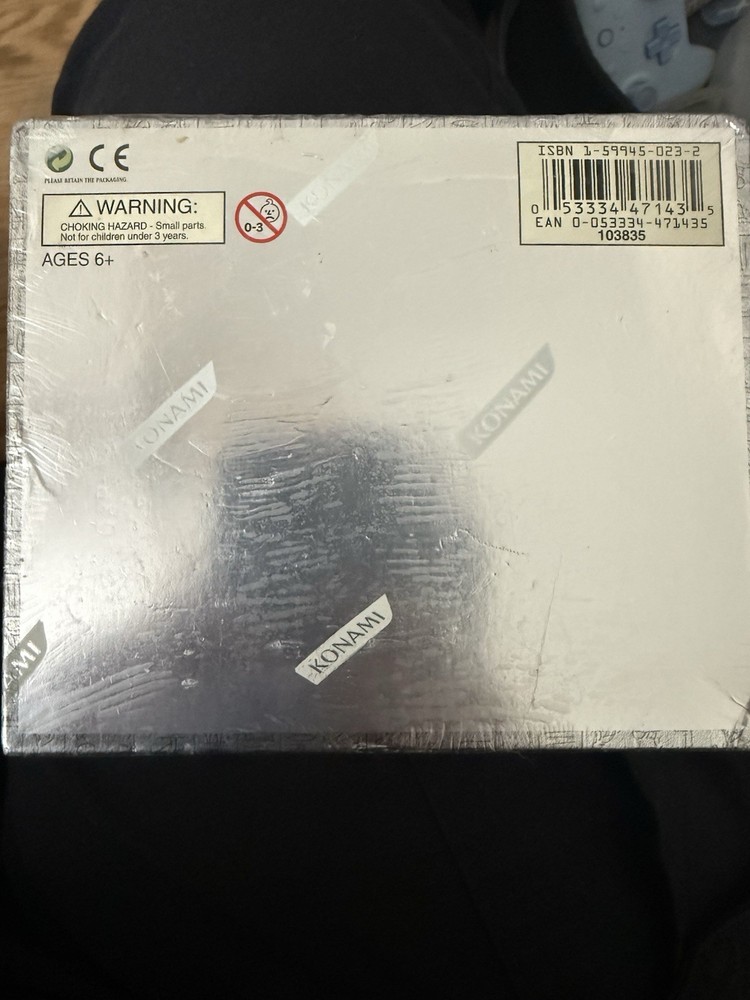 CE
PLEASE RETAIN THE PACKAGING.
WARNING:
CHOKING HAZARD - Small parts.
Not for children under 3 years.
0-3
AGES 6+
ISBN 1-59945-023-2
0 53334 47143 5
EAN 0-053334-471435
103835
KONAMI
KONAMI
KONAMI
KONAMI
AMI